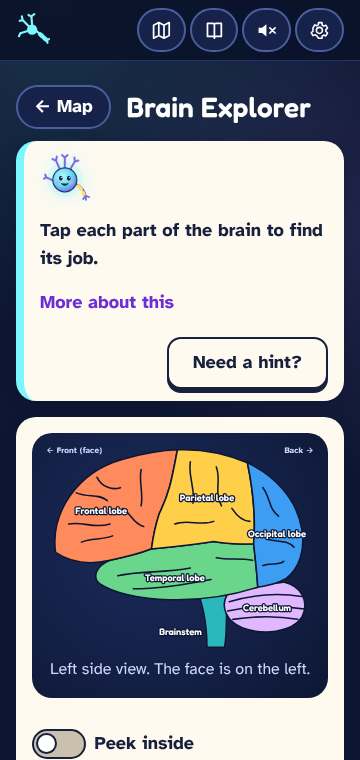 ← Map
Brain Explorer
Tap each part of the brain to find
its job.
More about this
Need a hint?
← Front (face)
Back →
Parietal lobe
Frontal lobe
Occipital lobe
Temporal lobe
Cerebellum
Brainstem
Left side view. The face is on the left.
Peek inside